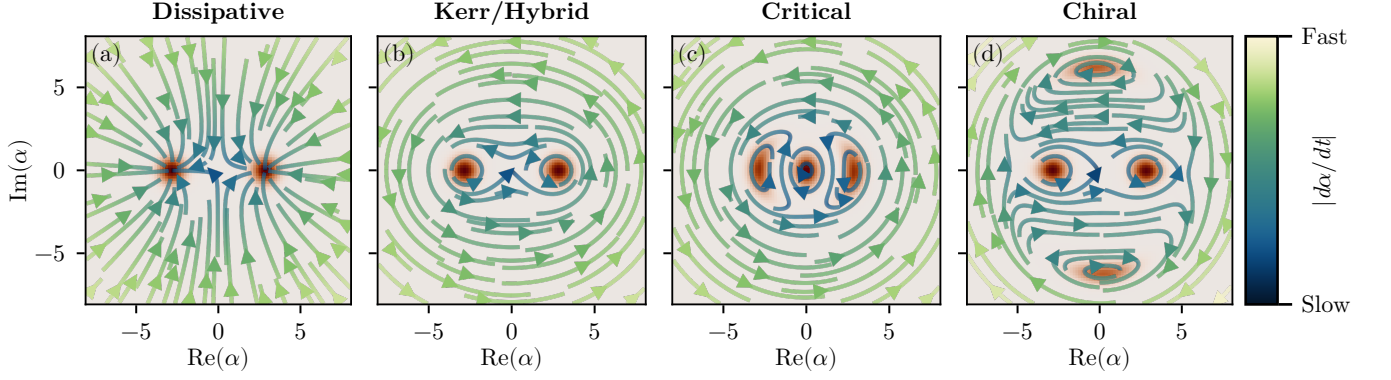 Dissipative
Kerr/Hybrid
Critical
Chiral
(a)
(b)
(c)
(d)
Fast
Slow
|dα/dt|
5
0
−5
Im(α)
−5 0 5
−5 0 5
−5 0 5
−5 0 5
Re(α)
Re(α)
Re(α)
Re(α)